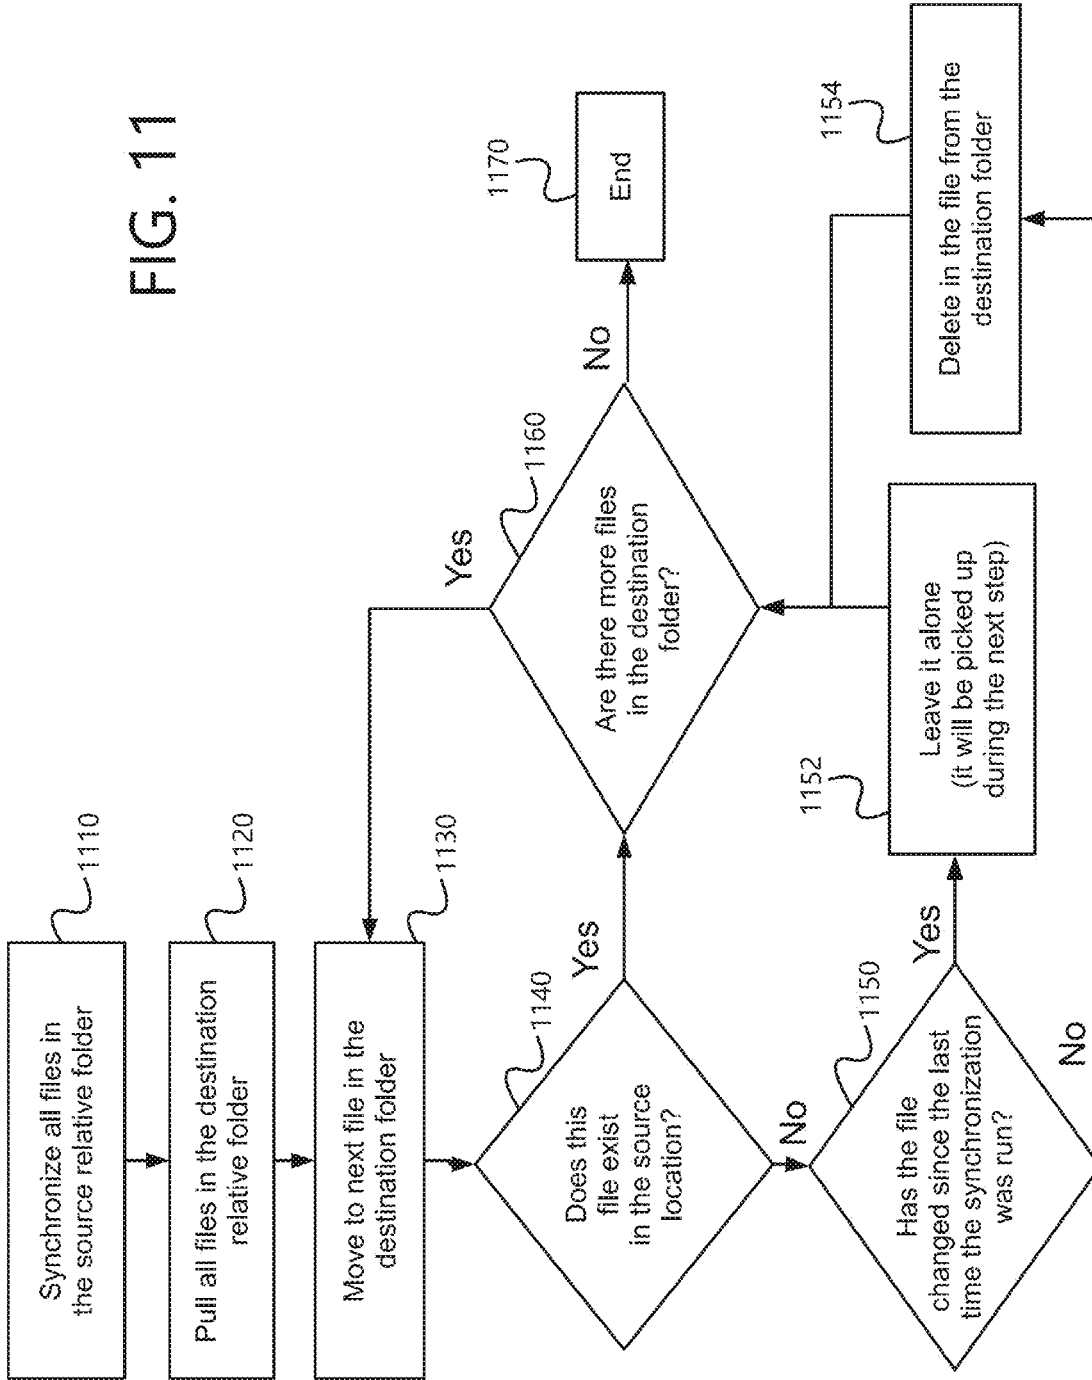 FIG. 11
Synchronize all files in
the source relative folder
1110
Pull all files in the destination
relative folder
1120
Move to next file in the
destination folder
1130
Does this
file exist
in the source
location?
1140
Yes
No
Has the file
changed since the last
time the synchronization
was run?
1150
Yes
No
Leave it alone
(it will be picked up
during the next step)
1152
Delete in the file from the
destination folder
1154
Are there more files
in the destination
folder?
1160
Yes
No
End
1170